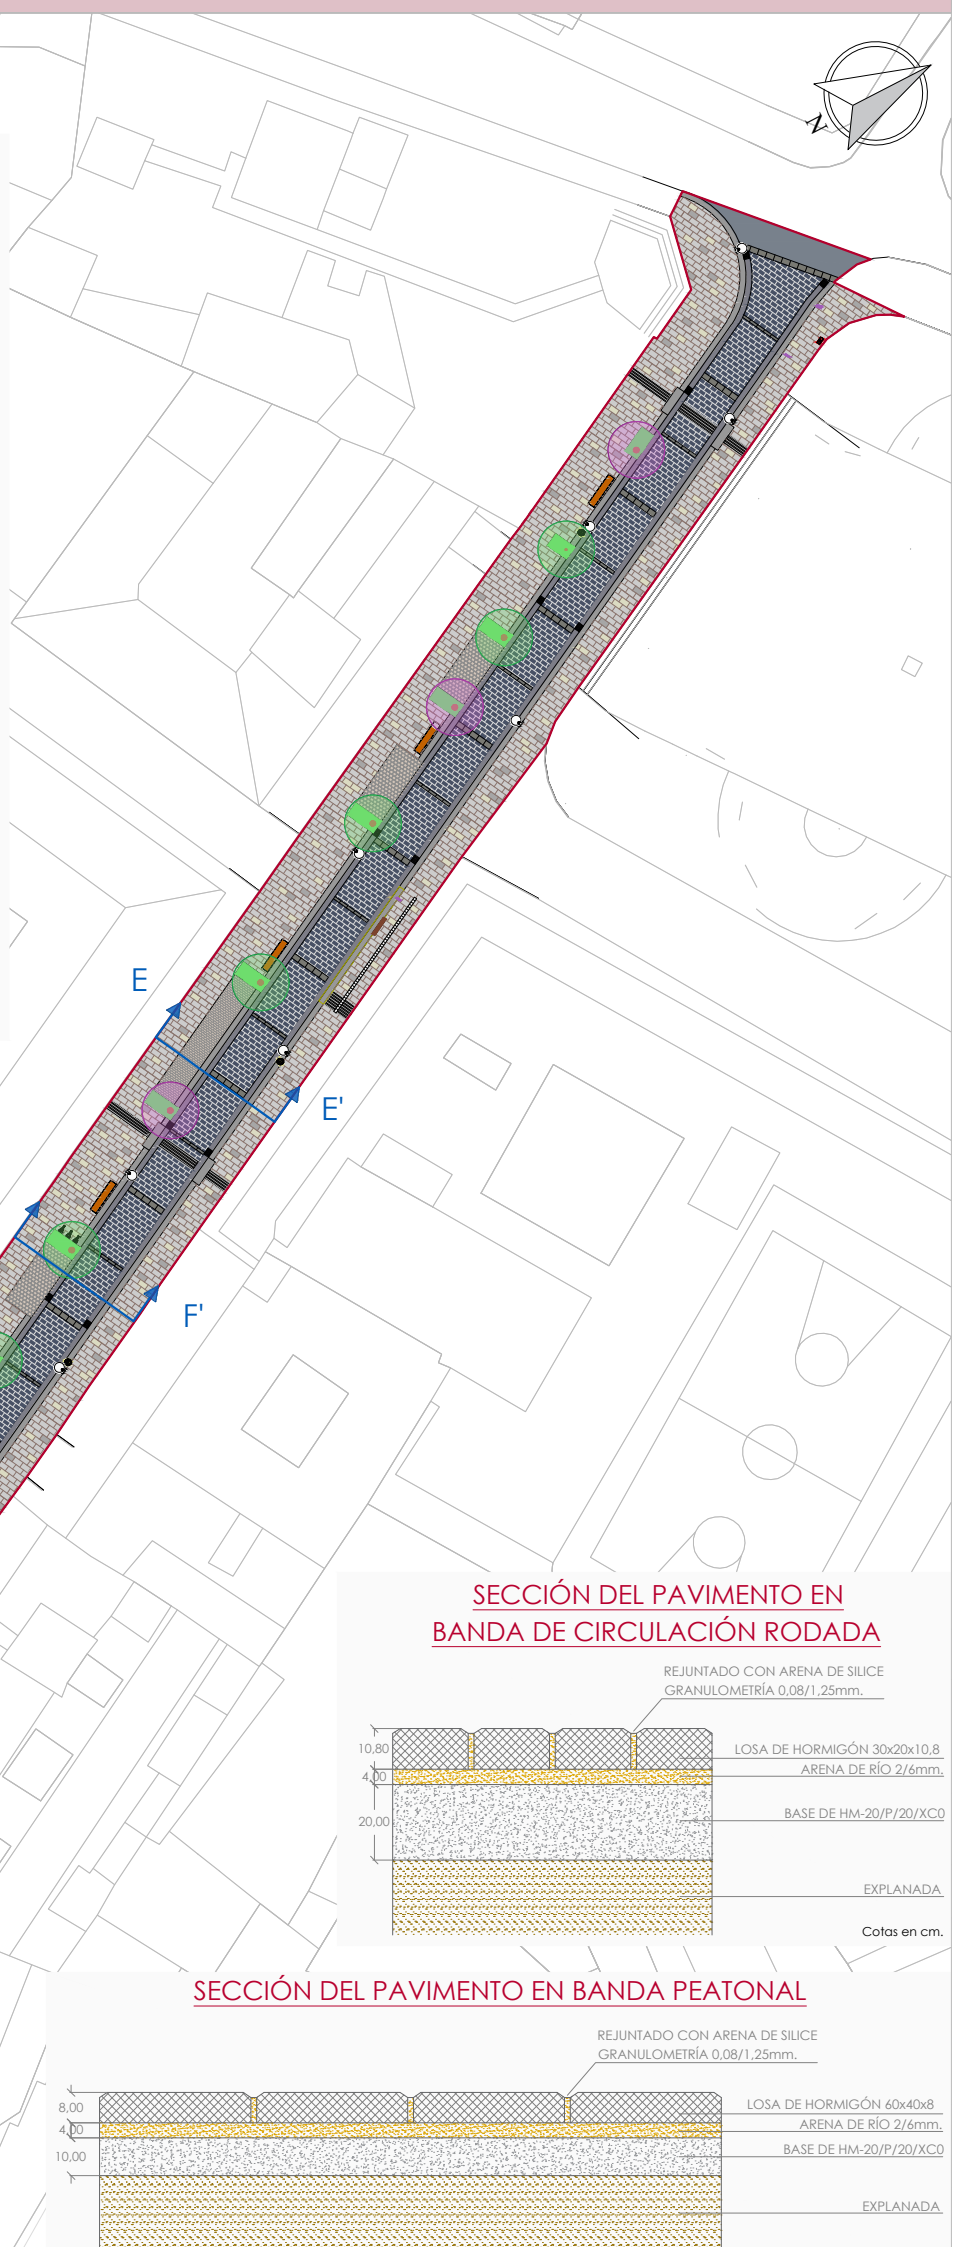 N
E
E'
F'
SECCIÓN DEL PAVIMENTO EN
BANDA DE CIRCULACIÓN RODADA
REJUNTADO CON ARENA DE SILICE
GRANULOMETRÍA 0,08/1,25mm.
10,80
LOSA DE HORMIGÓN 30x20x10,8
4,00
ARENA DE RÍO 2/6mm.
20,00
BASE DE HM-20/P/20/XC0
EXPLANADA
Cotas en cm.
SECCIÓN DEL PAVIMENTO EN BANDA PEATONAL
REJUNTADO CON ARENA DE SILICE
GRANULOMETRÍA 0,08/1,25mm.
8,00
LOSA DE HORMIGÓN 60x40x8
4,00
ARENA DE RÍO 2/6mm.
10,00
BASE DE HM-20/P/20/XC0
EXPLANADA